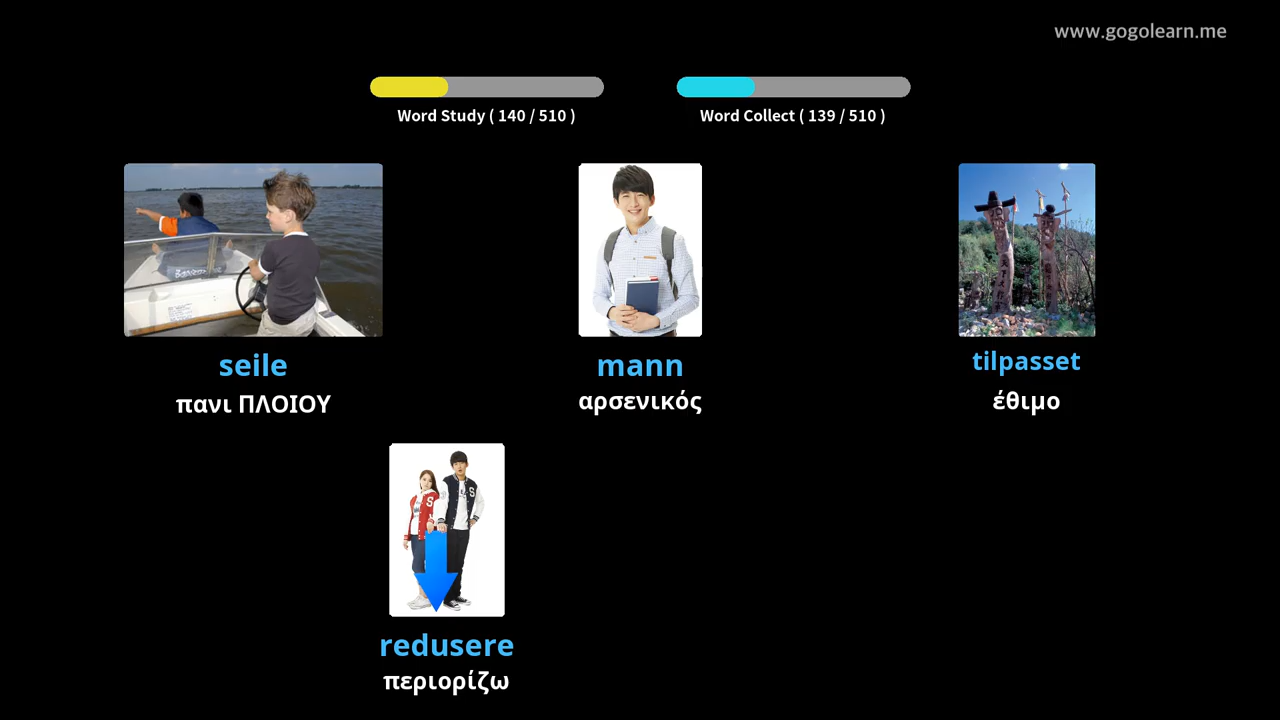 www.gogolearn.me
Word Study ( 140 / 510 )
Word Collect ( 139 / 510 )
seile
πανι ΠΛΟΙΟΥ
mann
αρσενικός
tilpasset
έθιμο
redusere
περιορίζω